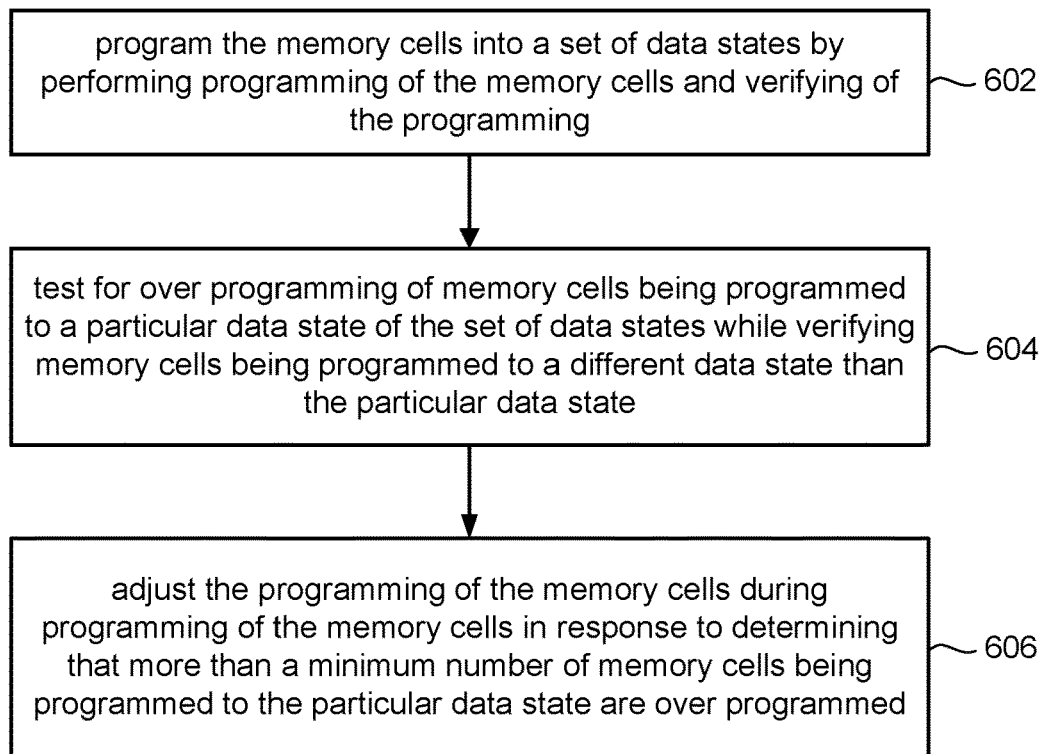 program the memory cells into a set of data states by
performing programming of the memory cells and verifying of
the programming
602
test for over programming of memory cells being programmed
to a particular data state of the set of data states while verifying
memory cells being programmed to a different data state than
the particular data state
604
adjust the programming of the memory cells during
programming of the memory cells in response to determining
that more than a minimum number of memory cells being
programmed to the particular data state are over programmed
606